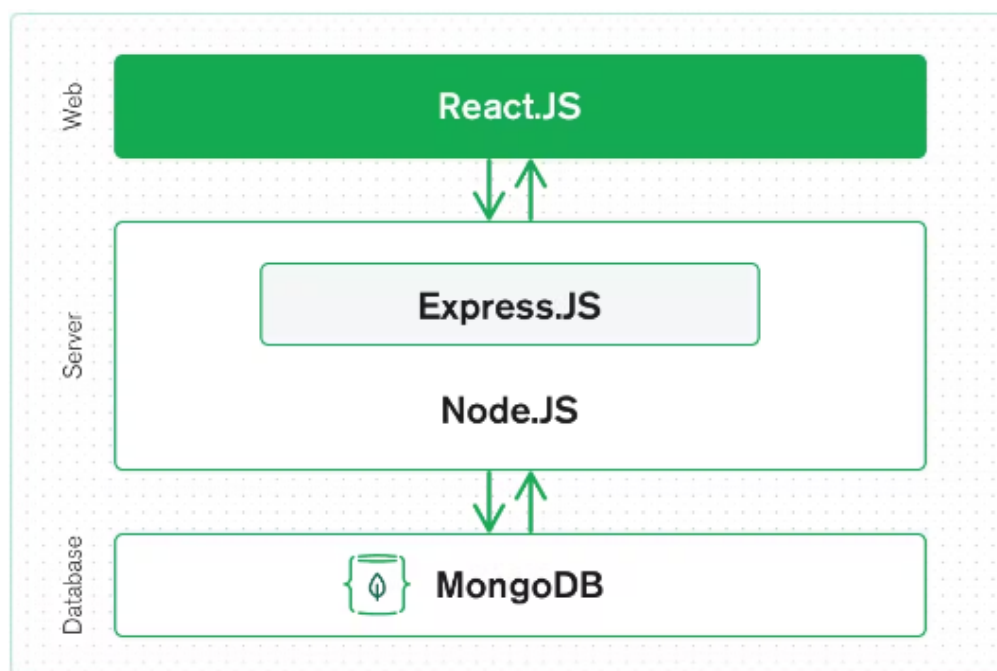 Web
React.JS
Server
Express.JS
Node.JS
Database
MongoDB